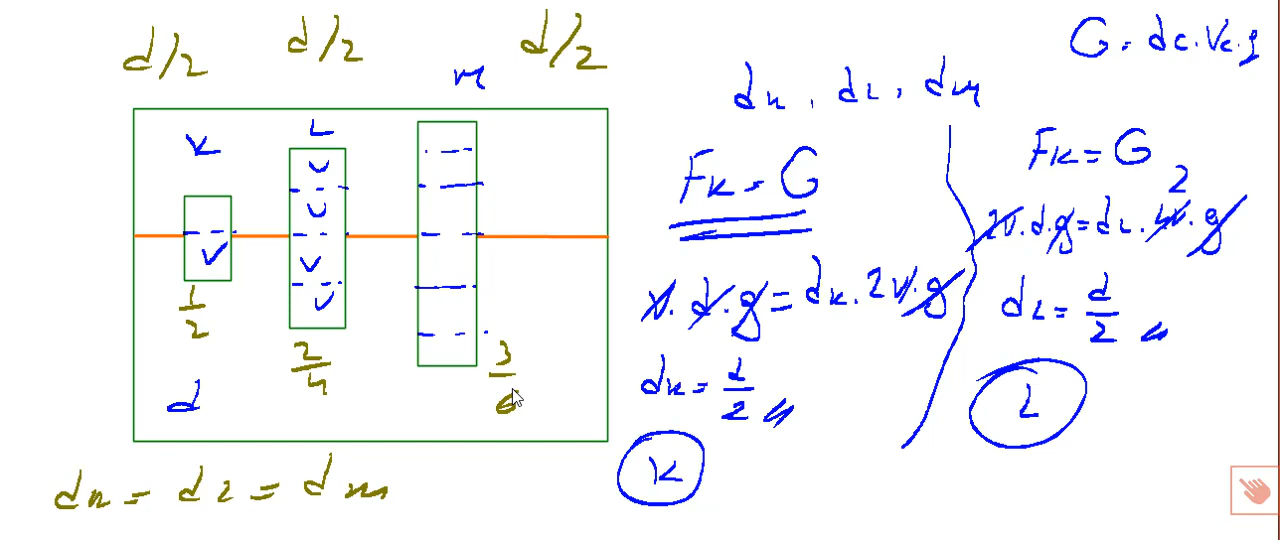 d/2 d/2 d/2
G = dc.Vc.g
m
dK, dL, dM
K L
V
V
V
V
V
FK = G
FK = G
2
2V.d.g = dL.4V.g
V.d.g = dK.2V.g
dL = d/2
1/2
2/4
3/6
d
dK = d/2
L
K
dK = dL = dm